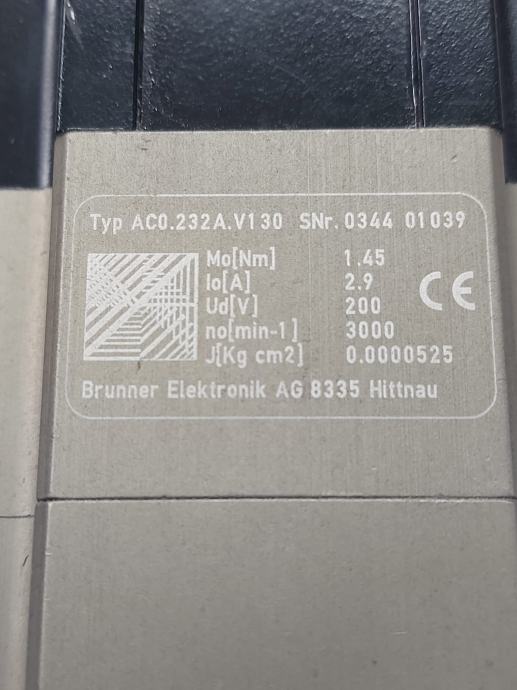 Typ AC0.232A.V130 SNr. 0344 01039
Mo[Nm] 1.45
Io[A] 2.9
Ud[V] 200
no[min-1] 3000
J[Kg cm2] 0.0000525
CE
Brunner Elektronik AG 8335 Hittnau